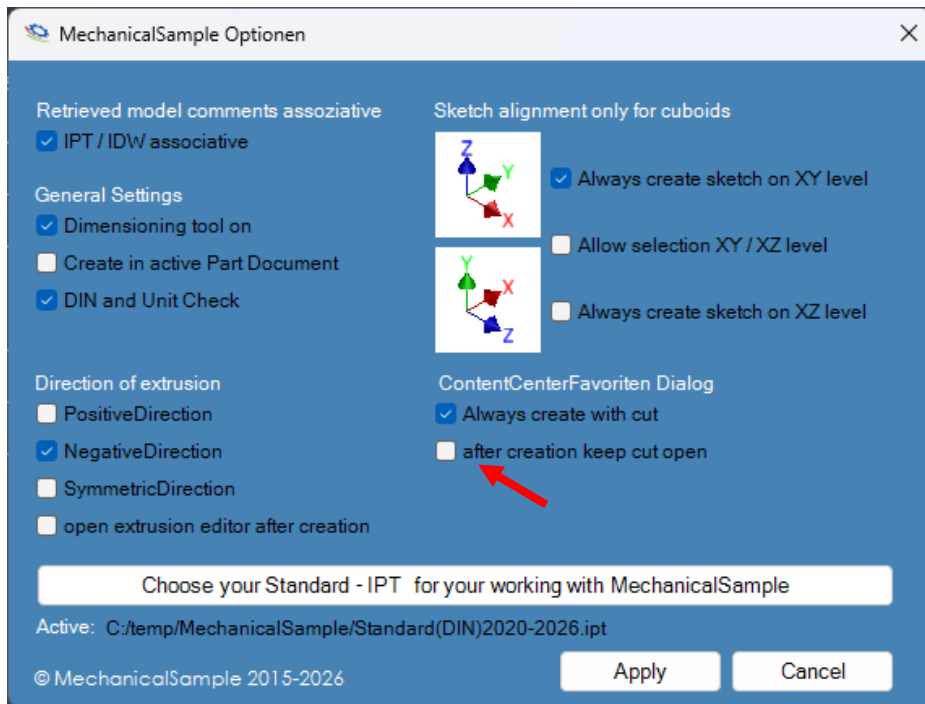 MechanicalSample Optionen
Retrieved model comments assoziative
IPT / IDW associative
General Settings
Dimensioning tool on
Create in active Part Document
DIN and Unit Check
Sketch alignment only for cuboids
Z
Y
X
Always create sketch on XY level
Allow selection XY / XZ level
Y
X
Z
Always create sketch on XZ level
Direction of extrusion
PositiveDirection
NegativeDirection
SymmetricDirection
open extrusion editor after creation
ContentCenterFavoriten Dialog
Always create with cut
after creation keep cut open
Choose your Standard - IPT for your working with MechanicalSample
Active: C:/temp/MechanicalSample/Standard(DIN)2020-2026.ipt
© MechanicalSample 2015-2026
Apply
Cancel